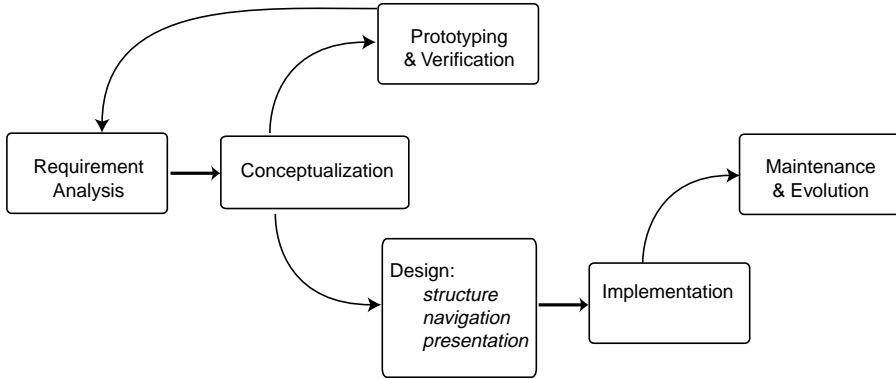 Prototyping
& Verification
Requirement
Analysis
Conceptualization
Maintenance
& Evolution
Design:
structure
navigation
presentation
Implementation